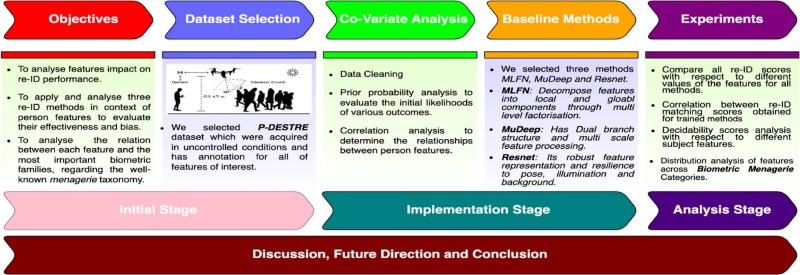 Objectives
Dataset Selection
Co-Variate Analysis
Baseline Methods
Experiments
To analyse features impact on
re-ID performance.
To apply and analyse three
re-ID methods in context of
person features to evaluate
their effectiveness and bias.
To analyse the relation
between each feature and the
most important biometric
families, regarding the well-
known menagerie taxonomy.
We selected P-DESTRE
dataset which were acquired
in uncontrolled conditions and
has annotation for all of
features of interest.
Data Cleaning
Prior probability analysis to
evaluate the initial likelihoods
of various outcomes.
Correlation analysis to
determine the relationships
between person features.
We selected three methods
MLFN, MuDeep and Resnet.
MLFN: Decompose features
into local and gloabl
components through multi
level factorisation.
MuDeep: Has Dual branch
structure and multi scale
feature processing.
Resnet: Its robust feature
representation and resilience
to pose, illumination and
background.
Compare all re-ID scores
with respect to different
values of the features for all
methods.
Correlation between re-ID
matching scores obtained
for trained methods
Decidability scores analysis
with respect to different
subject features.
Distribution analysis of features
across Biometric Menagerie
Categories.
Initial Stage
Implementation Stage
Analysis Stage
Discussion, Future Direction and Conclusion